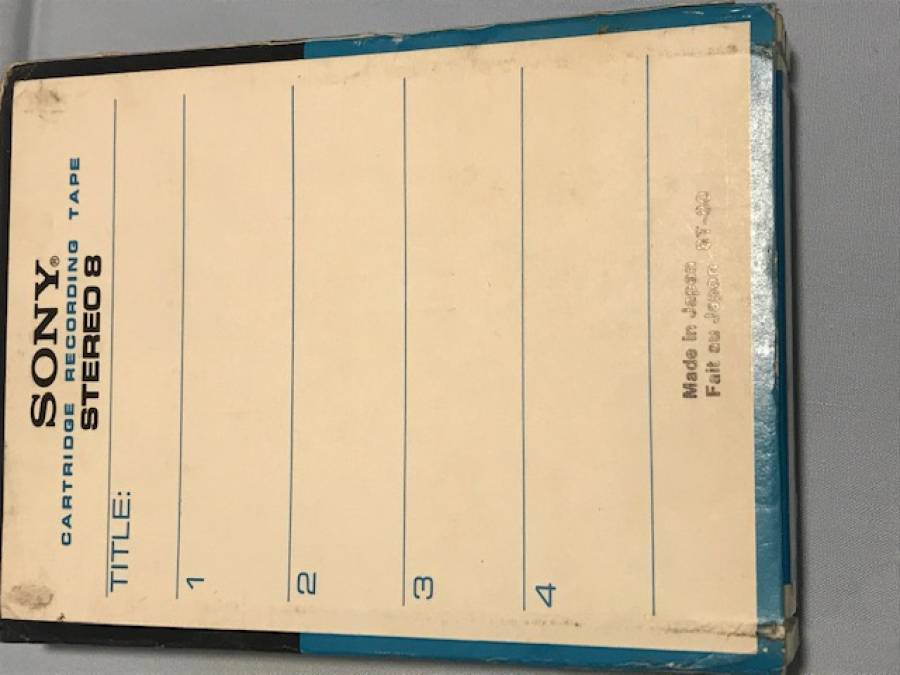 SONY®
CARTRIDGE RECORDING TAPE
STEREO 8
TITLE:
1
2
3
4
Made in Japan
Fait au Japon